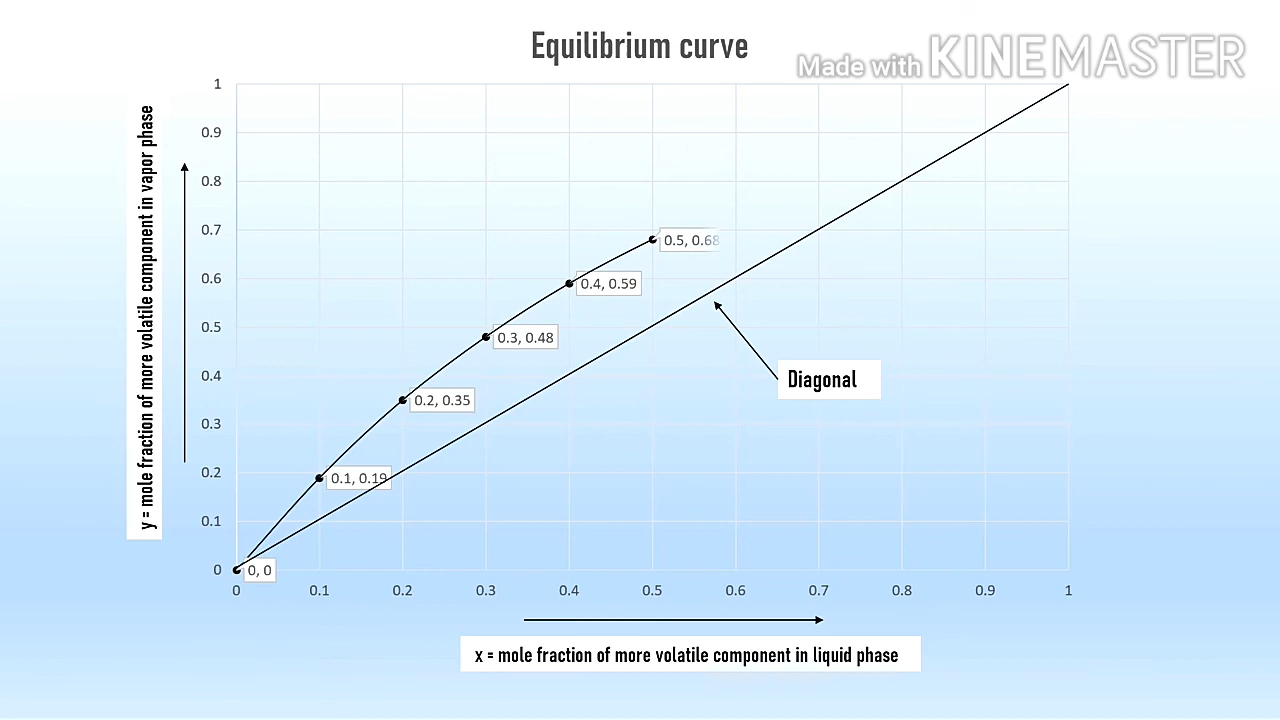 Equilibrium curve
Made with KINEMASTER
y = mole fraction of more volatile component in vapor phase
1
0.9
0.8
0.7
0.6
0.5
0.4
0.3
0.2
0.1
0
0.5, 0.68
0.4, 0.59
0.3, 0.48
0.2, 0.35
0.1, 0.19
0, 0
Diagonal
0 0.1 0.2 0.3 0.4 0.5 0.6 0.7 0.8 0.9 1
x = mole fraction of more volatile component in liquid phase